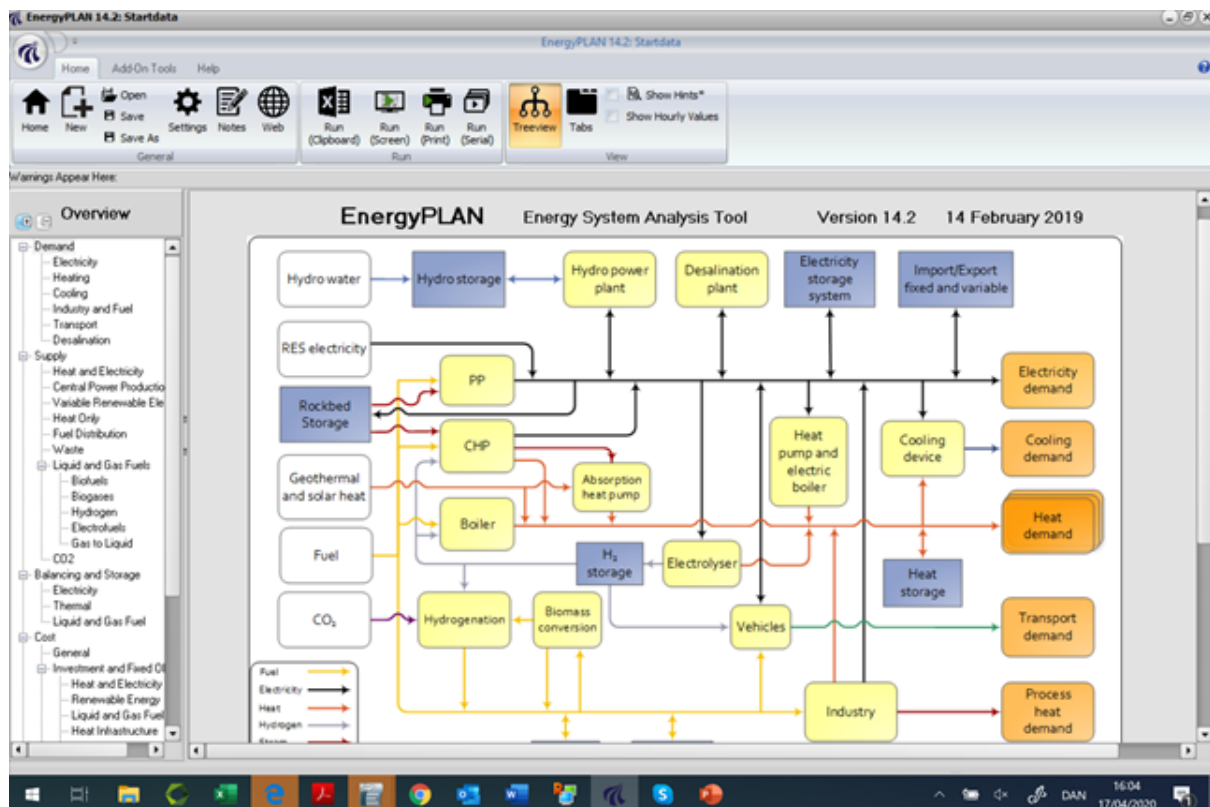 EnergyPLAN 14.2: Startdata
EnergyPLAN 14.2: Startdata
Home Add-On Tools Help
Home
New
Open
Save
Save As
Settings
Notes
Web
General
Run
(Clipboard)
Run
(Screen)
Run
(Print)
Run
(Serial)
Run
Treeview
Tabs
Show Hints*
Show Hourly Values
View
Warnings Appear Here:
Overview
Demand
Electricity
Heating
Cooling
Industry and Fuel
Transport
Desalination
Supply
Heat and Electricity
Central Power Productio
Variable Renewable Ele
Heat Only
Fuel Distribution
Waste
Liquid and Gas Fuels
Biofuels
Biogases
Hydrogen
Electrofuels
Gas to Liquid
CO2
Balancing and Storage
Electricity
Thermal
Liquid and Gas Fuel
Cost
General
Investment and Fixed O
Heat and Electricity
Renewable Energy
Liquid and Gas Fuel
Heat Infrastructure
EnergyPLAN Energy System Analysis Tool Version 14.2 14 February 2019
Hydro water
Hydro storage
Hydro power
plant
Desalination
plant
Electricity
storage
system
Import/Export
fixed and variable
RES electricity
PP
Electricity
demand
Rockbed
Storage
CHP
Heat
pump and
electric
boiler
Cooling
device
Cooling
demand
Geothermal
and solar heat
Absorption
heat pump
Boiler
Heat
demand
Fuel
H₂
storage
Electrolyser
Heat
storage
CO₂
Hydrogenation
Biomass
conversion
Vehicles
Transport
demand
Fuel
Electricity
Heat
Hydrogen
Steam
Industry
Process
heat
demand
DAN
16:04
17/04/2020